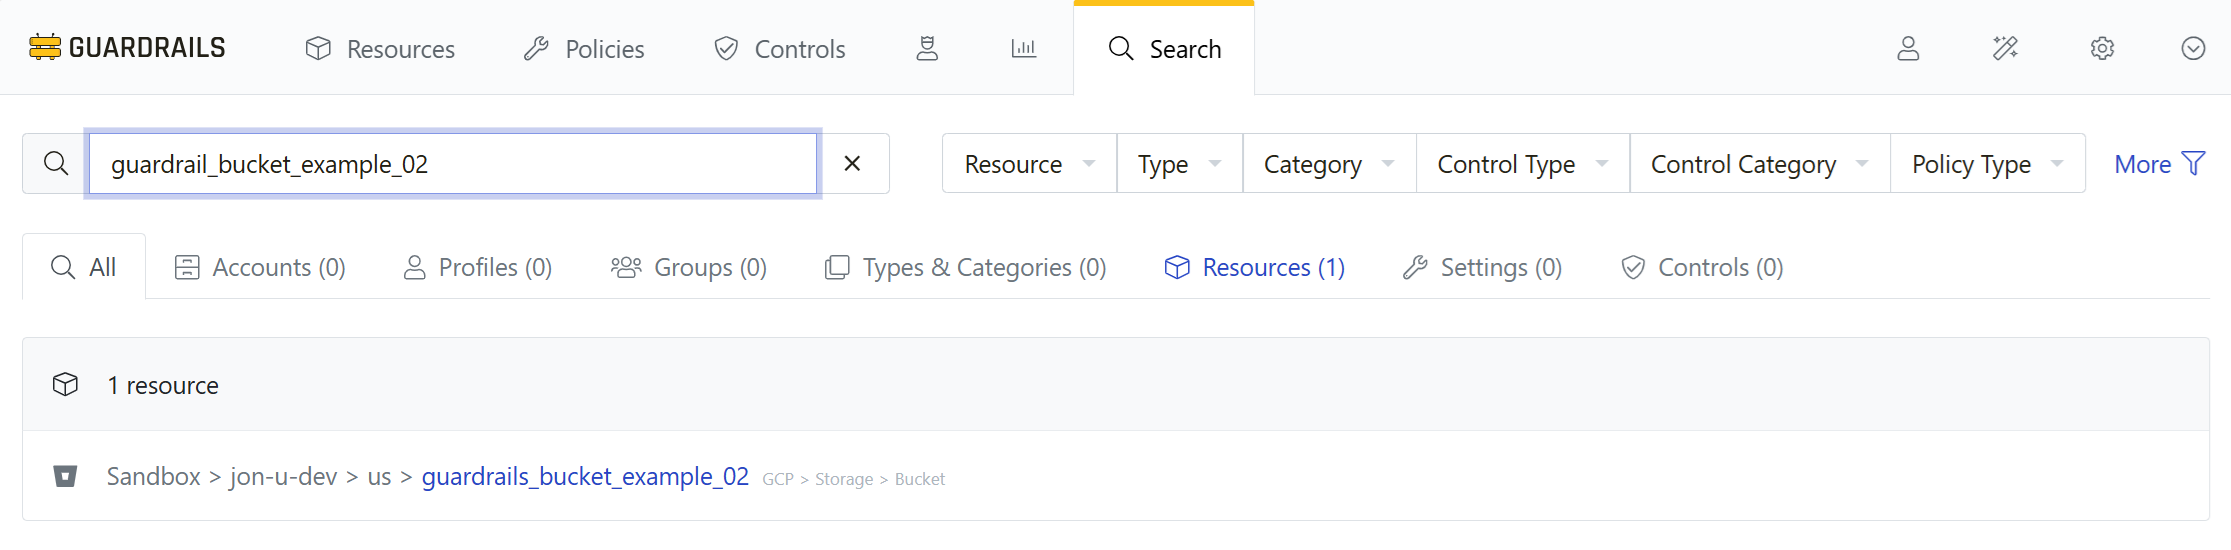 GUARDRAILS Resources Policies Controls Search
guardrail_bucket_example_02 Resource Type Category Control Type Control Category Policy Type More
All Accounts (0) Profiles (0) Groups (0) Types & Categories (0) Resources (1) Settings (0) Controls (0)
1 resource
Sandbox > jon-u-dev > us > guardrails_bucket_example_02 GCP > Storage > Bucket